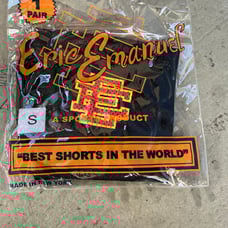 1
PAIR
Eric Emanuel
EE
S
A SPORTS PRODUCT
"BEST SHORTS IN THE WORLD"
MADE IN NEW YORK